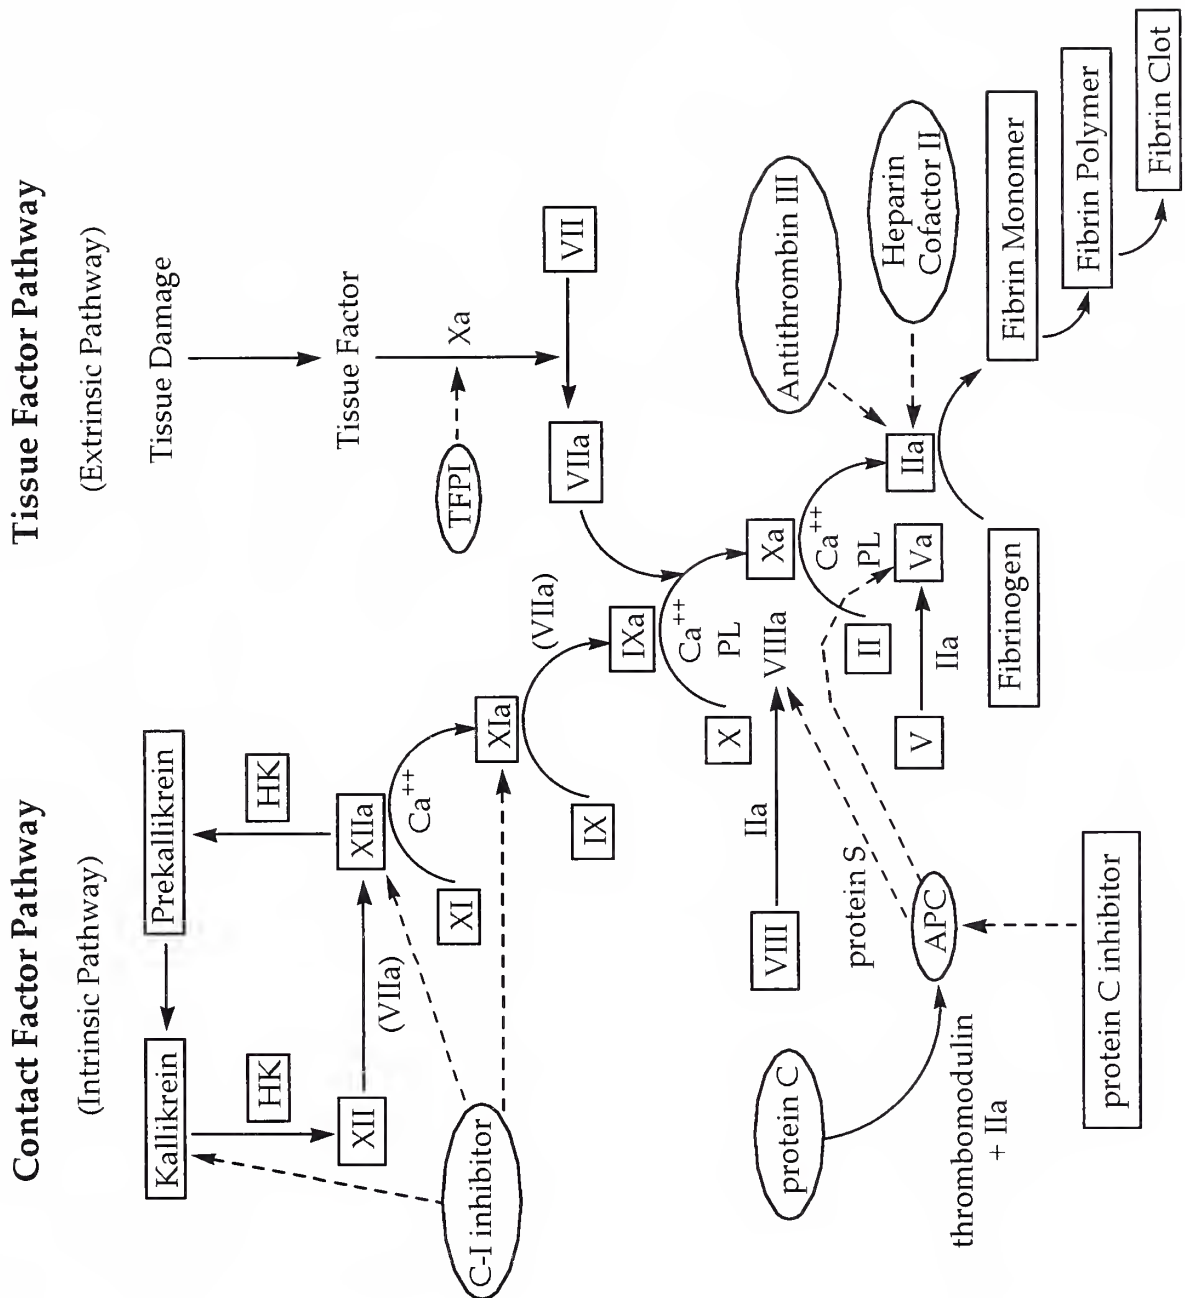 Contact Factor Pathway
Tissue Factor Pathway
(Intrinsic Pathway)
(Extrinsic Pathway)
Kallikrein
Prekallikrein
Tissue Damage
HK
HK
XII
(VIIa)
XIIa
Tissue Factor
Ca++
XI
C-I inhibitor
XIa
TFPI
Xa
IX
(VIIa)
VIIa
VII
IXa
Ca++
PL
X
VIII
IIa
VIIIa
Xa
Antithrombin III
protein C
protein S
Ca++
PL
II
Heparin
Cofactor II
APC
V
IIa
Va
IIa
thrombomodulin
+ IIa
Fibrinogen
Fibrin Monomer
protein C inhibitor
Fibrin Polymer
Fibrin Clot